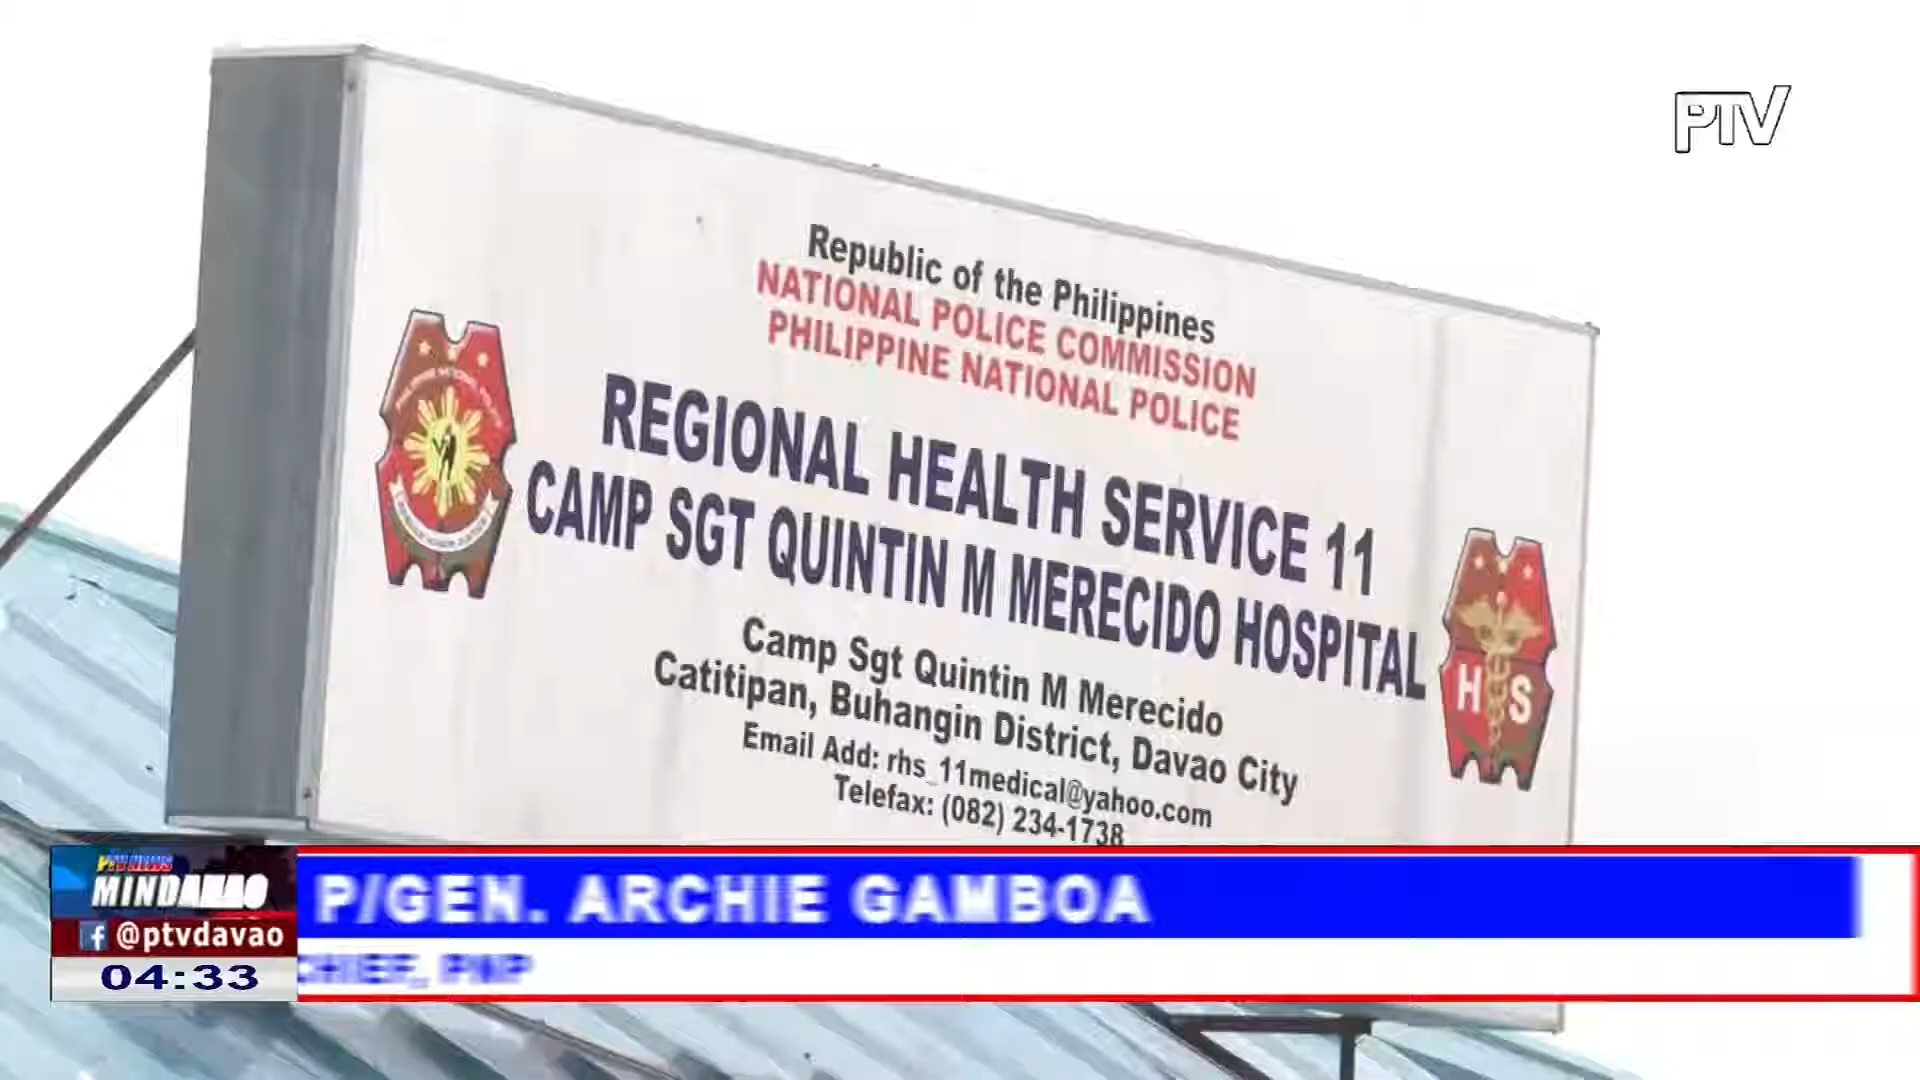 PTV
Republic of the Philippines
NATIONAL POLICE COMMISSION
PHILIPPINE NATIONAL POLICE
REGIONAL HEALTH SERVICE 11
CAMP SGT QUINTIN M MERECIDO HOSPITAL
Camp Sgt Quintin M Merecido
Catitipan, Buhangin District, Davao City
Email Add: rhs_11medical@yahoo.com
Telefax: (082) 234-1738
H S
PTV NEWS
MINDANAO
@ptvdavao
04:33
P/GEN. ARCHIE GAMBOA
CHIEF, PNP